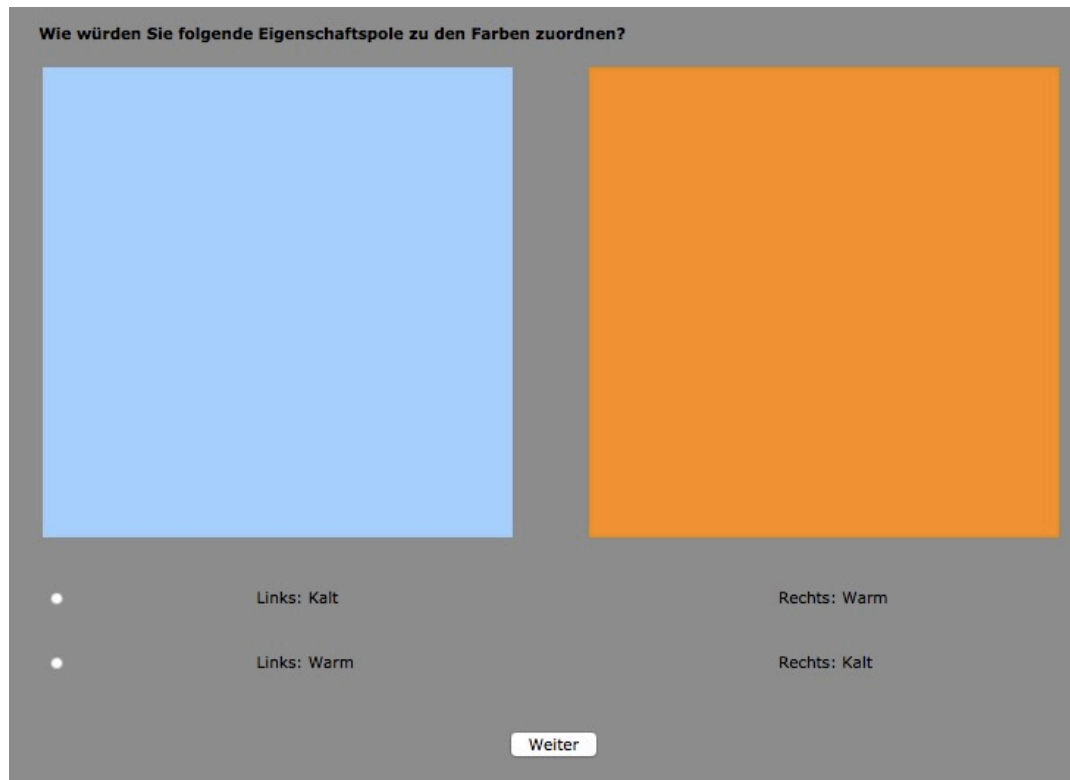 Wie würden Sie folgende Eigenschaftspole zu den Farben zuordnen?
Links: Kalt Rechts: Warm
Links: Warm Rechts: Kalt
Weiter